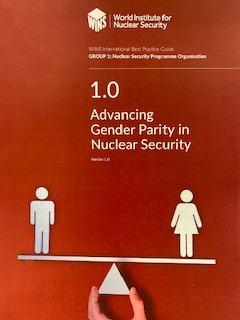 WINS
World Institute for
Nuclear Security
WINS International Best Practice Guide
GROUP 1: Nuclear Security Programme Organisation
1.0
Advancing
Gender Parity in
Nuclear Security
Version 1.0